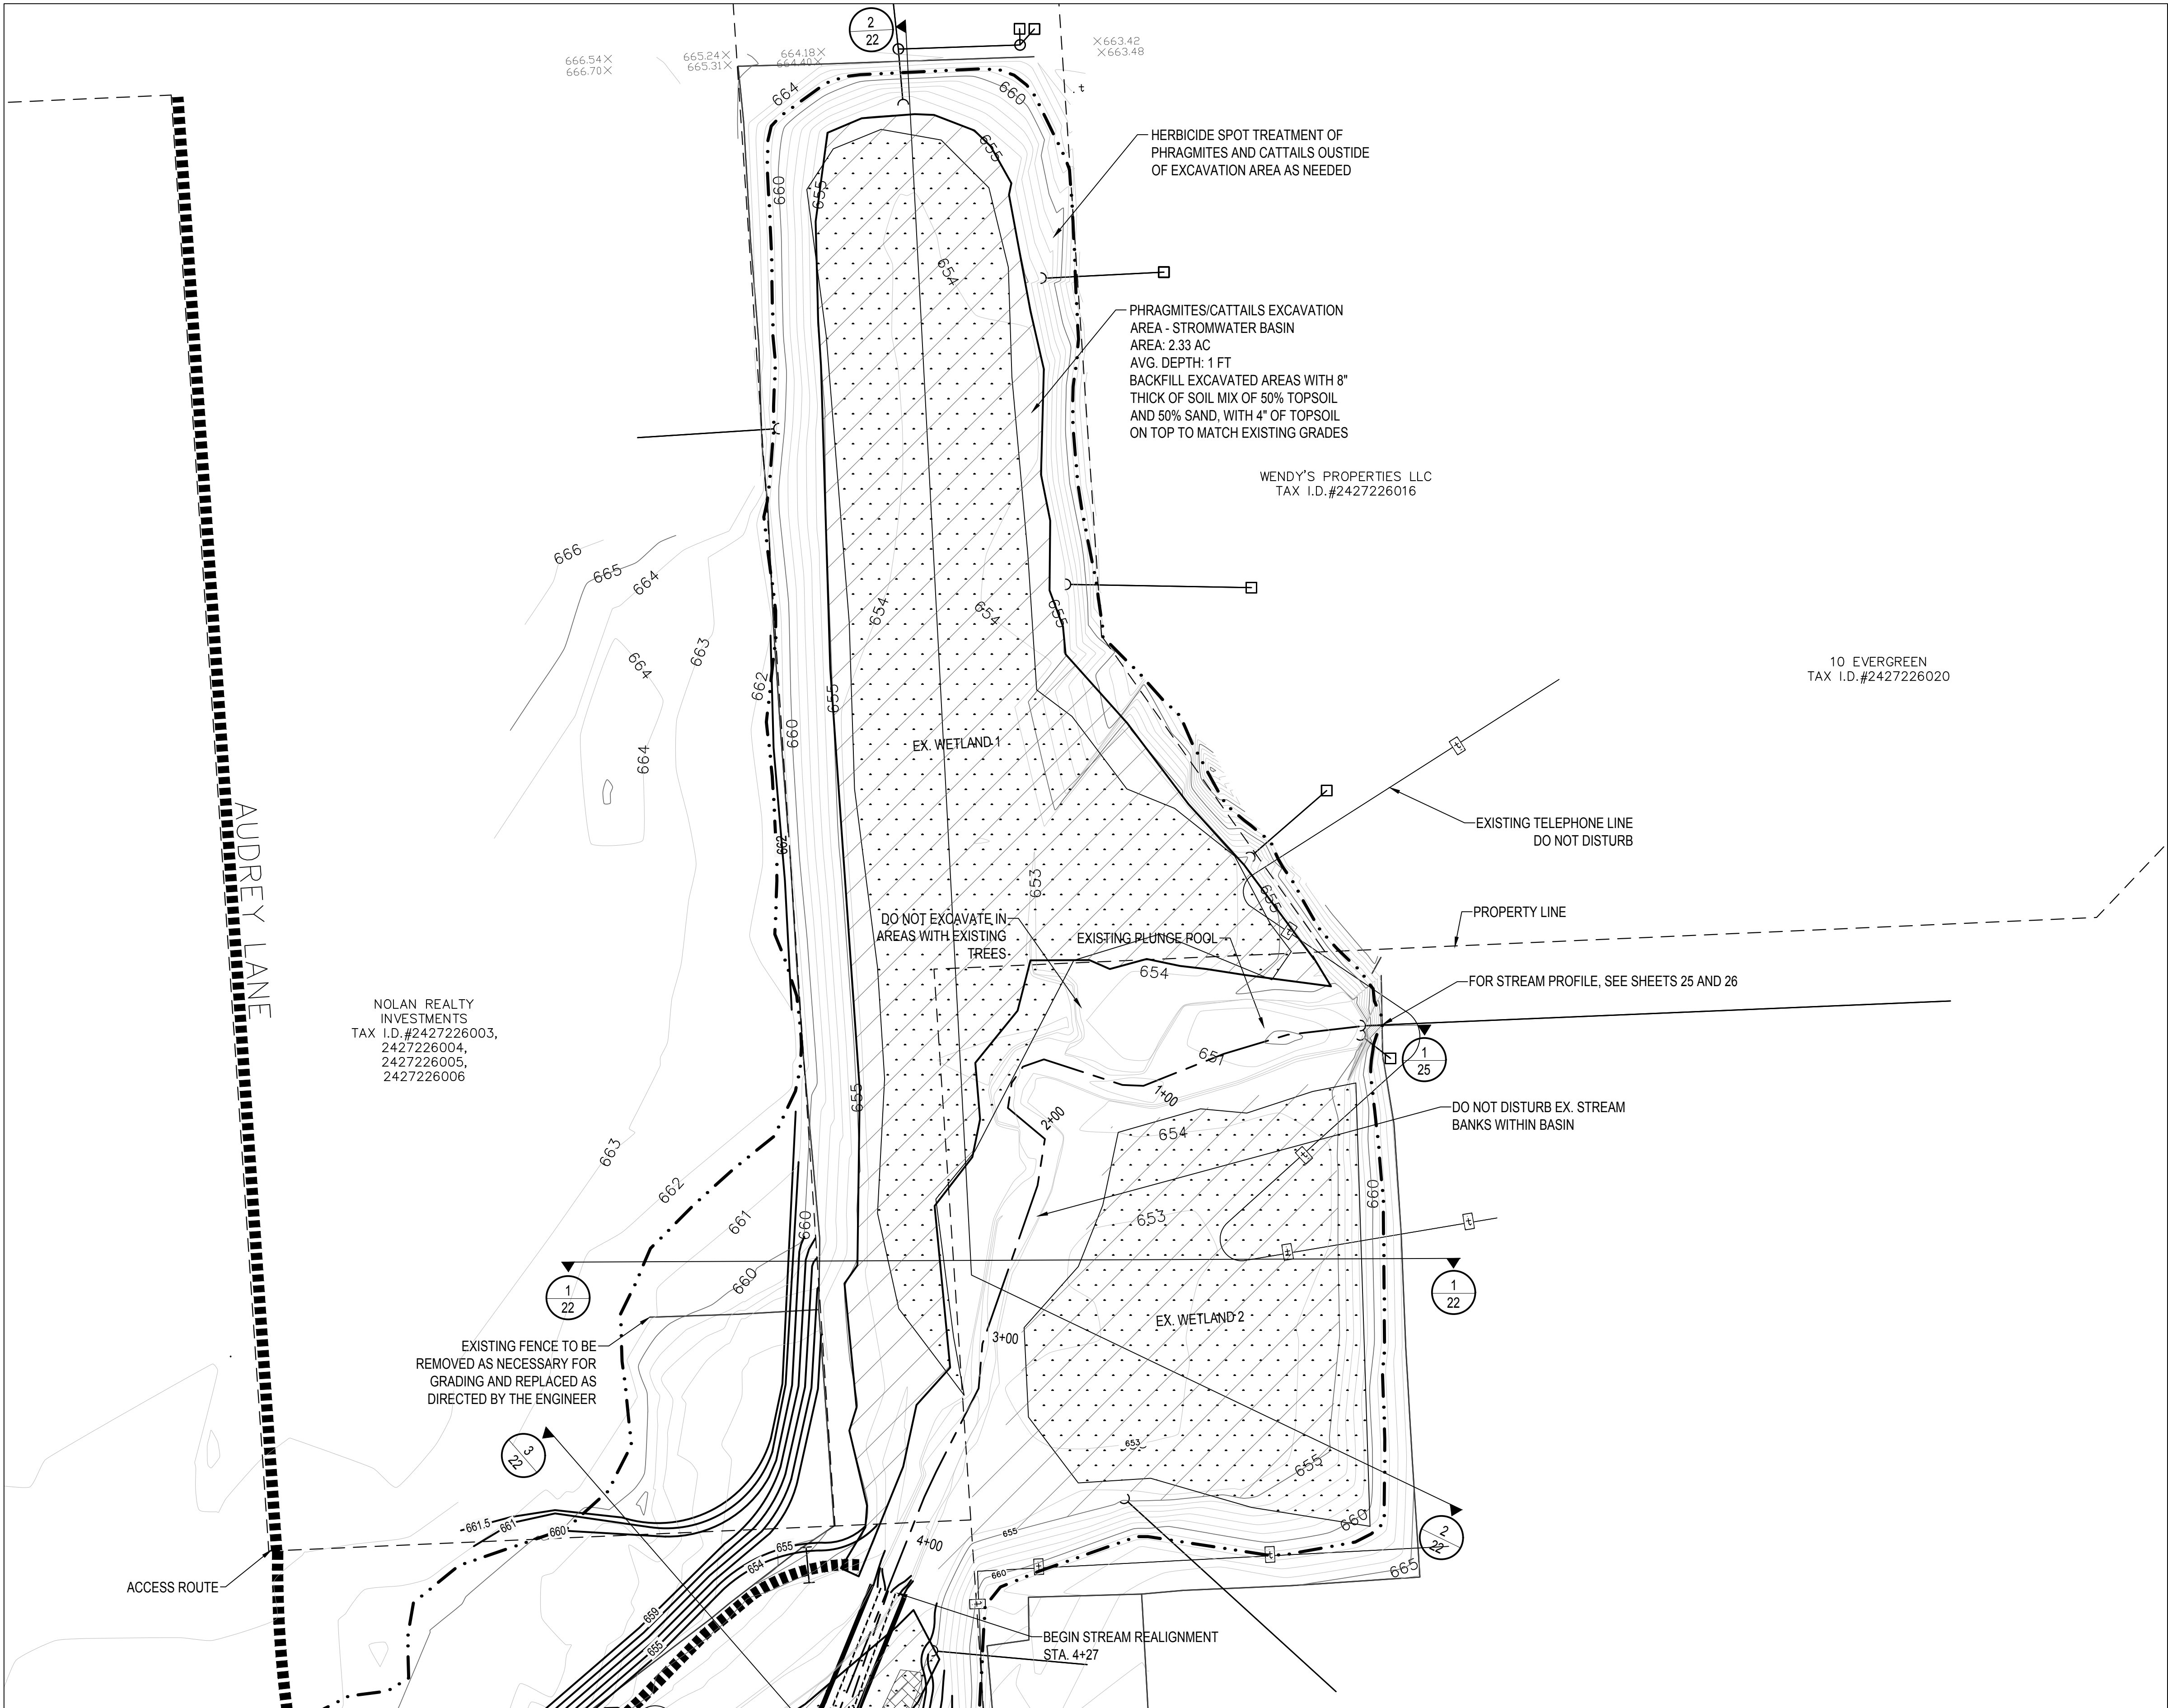 2
22
666.54×
666.70×
665.24×
665.31×
664.18×
664.40×
×663.42
×663.48
664
660
655
HERBICIDE SPOT TREATMENT OF
PHRAGMITES AND CATTAILS OUSTIDE
OF EXCAVATION AREA AS NEEDED
660
655
654
PHRAGMITES/CATTAILS EXCAVATION
AREA - STROMWATER BASIN
AREA: 2.33 AC
AVG. DEPTH: 1 FT
BACKFILL EXCAVATED AREAS WITH 8"
THICK OF SOIL MIX OF 50% TOPSOIL
AND 50% SAND, WITH 4" OF TOPSOIL
ON TOP TO MATCH EXISTING GRADES
WENDY'S PROPERTIES LLC
TAX I.D.#2427226016
666
665
664
663
664
662
664
660
655
654
654
655
10 EVERGREEN
TAX I.D.#2427226020
EX. WETLAND 1
AUDREY LANE
662
EXISTING TELEPHONE LINE
DO NOT DISTURB
653
655
PROPERTY LINE
DO NOT EXCAVATE IN
AREAS WITH EXISTING
TREES
EXISTING PLUNGE POOL
654
FOR STREAM PROFILE, SEE SHEETS 25 AND 26
NOLAN REALTY
INVESTMENTS
TAX I.D.#2427226003,
2427226004,
2427226005,
2427226006
651
1
25
655
1+00
2+00
DO NOT DISTURB EX. STREAM
BANKS WITHIN BASIN
654
663
662
661
660
653
660
660
1
22
1
22
EX. WETLAND 2
3+00
EXISTING FENCE TO BE
REMOVED AS NECESSARY FOR
GRADING AND REPLACED AS
DIRECTED BY THE ENGINEER
3
22
653
655
661.5
661
660
660
2
22
655
4+00
655
654
660
665
ACCESS ROUTE
659
655
BEGIN STREAM REALIGNMENT
STA. 4+27